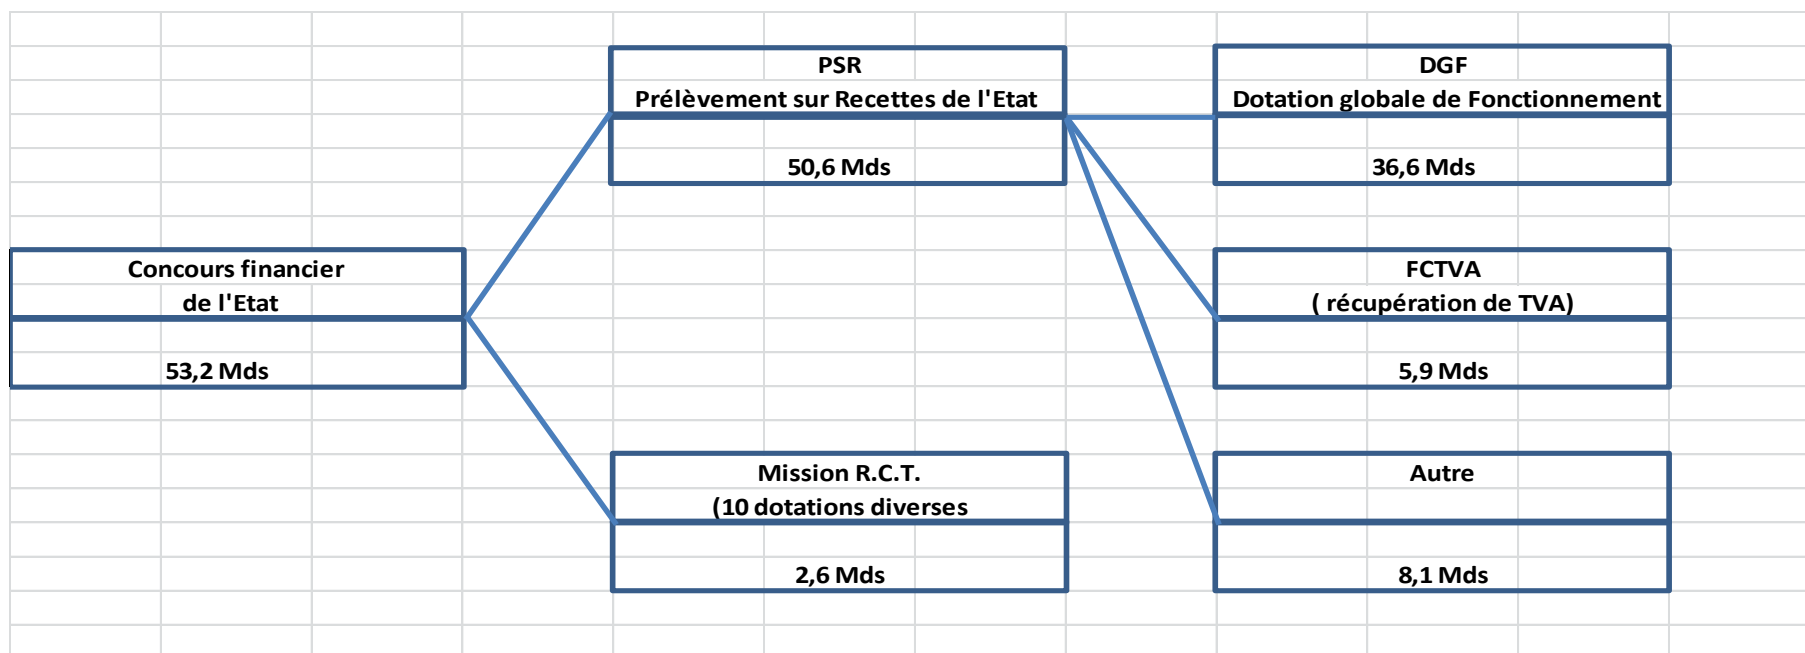 PSR
Prélèvement sur Recettes de l'Etat
50,6 Mds
DGF
Dotation globale de Fonctionnement
36,6 Mds
Concours financier
de l'Etat
53,2 Mds
FCTVA
( récupération de TVA)
5,9 Mds
Mission R.C.T.
(10 dotations diverses
2,6 Mds
Autre
8,1 Mds